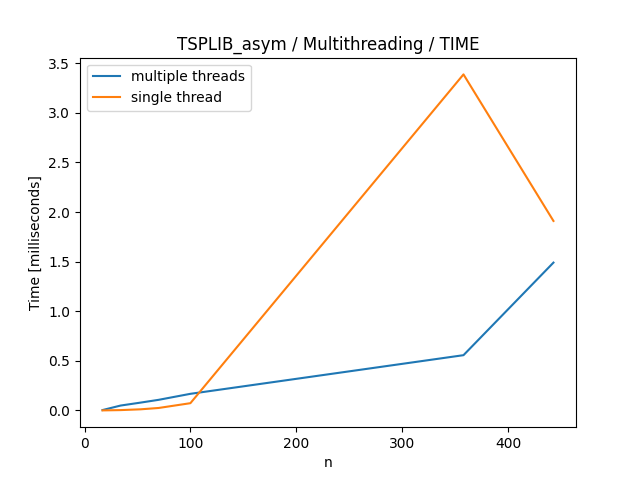 TSPLIB_asym / Multithreading / TIME
multiple threads
single thread
Time [milliseconds]
3.5
3.0
2.5
2.0
1.5
1.0
0.5
0.0
0
100
200
300
400
n